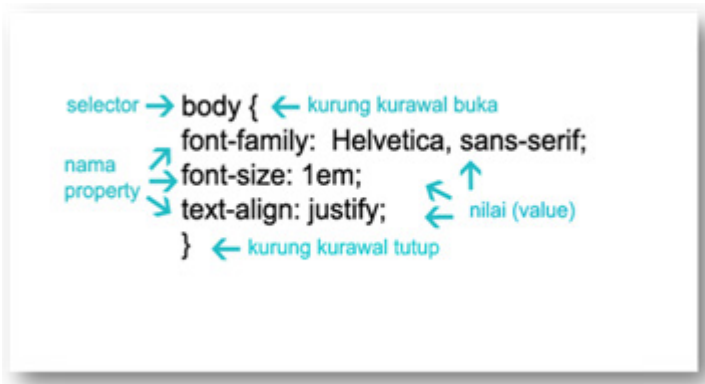 selector → body { ← kurung kurawal buka
font-family: Helvetica, sans-serif;
nama property
font-size: 1em;
text-align: justify;
nilai (value)
} ← kurung kurawal tutup